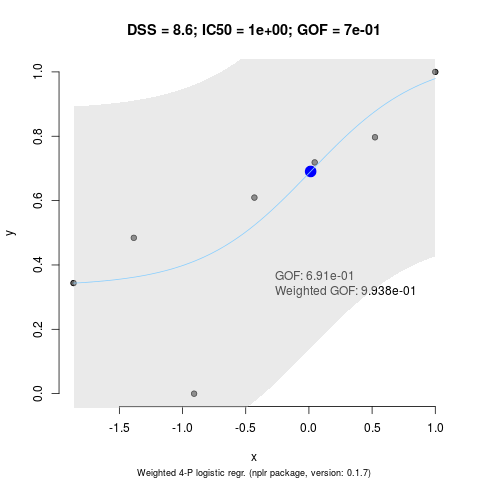 DSS = 8.6; IC50 = 1e+00; GOF = 7e-01
1.0
0.8
0.6
y
0.4
0.2
0.0
GOF: 6.91e-01
Weighted GOF: 9.938e-01
-1.5 -1.0 -0.5 0.0 0.5 1.0
x
Weighted 4-P logistic regr. (nplr package, version: 0.1.7)